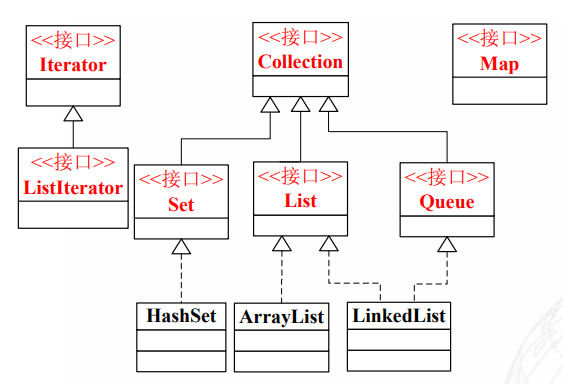 <<接口>>
Iterator
<<接口>>
Collection
<<接口>>
Map
<<接口>>
ListIterator
<<接口>>
Set
<<接口>>
List
<<接口>>
Queue
HashSet
ArrayList
LinkedList